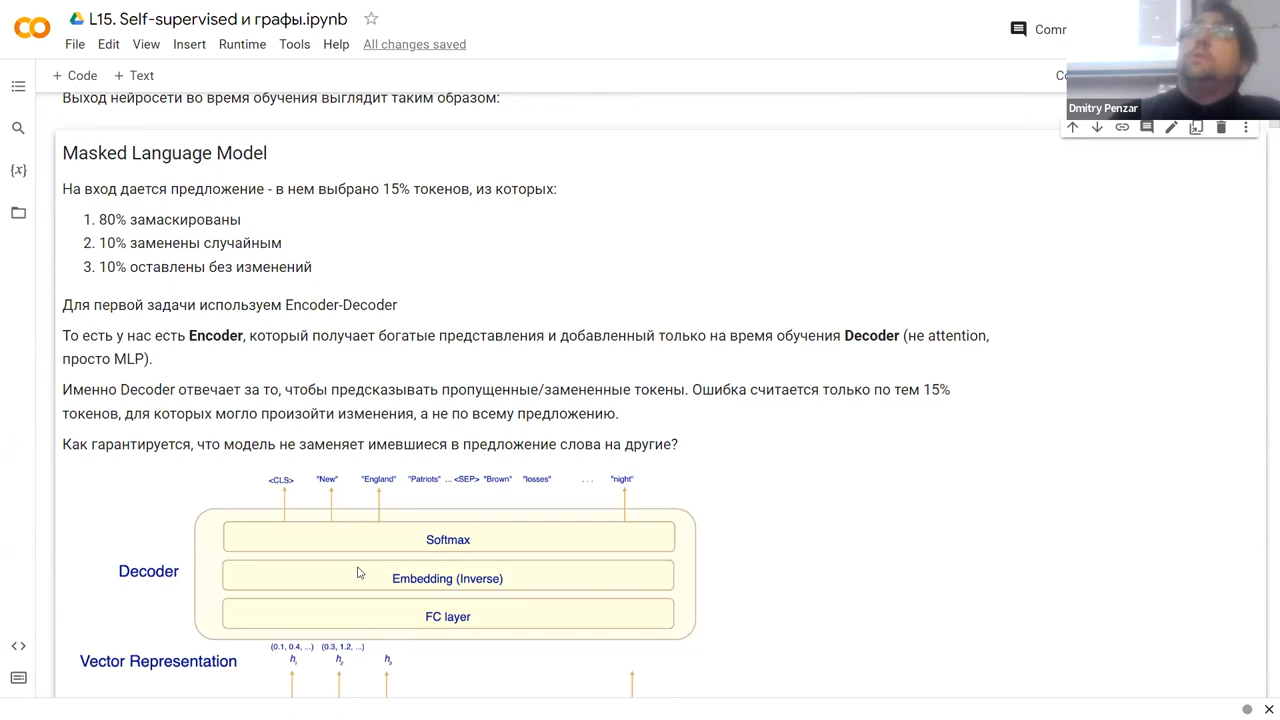 L15. Self-supervised и графы.ipynb
File Edit View Insert Runtime Tools Help All changes saved
Comr
+ Code + Text
Co
Dmitry Penzar
Выход нейросети во время обучения выглядит таким образом:
Masked Language Model
На вход дается предложение - в нем выбрано 15% токенов, из которых:
1. 80% замаскированы
2. 10% заменены случайным
3. 10% оставлены без изменений
Для первой задачи используем Encoder-Decoder
То есть у нас есть Encoder, который получает богатые представления и добавленный только на время обучения Decoder (не attention,
просто MLP).
Именно Decoder отвечает за то, чтобы предсказывать пропущенные/замененные токены. Ошибка считается только по тем 15%
токенов, для которых могло произойти изменения, а не по всему предложению.
Как гарантируется, что модель не заменяет имевшиеся в предложение слова на другие?
<CLS> "New" "England" "Patriots" ... <SEP> "Brown" "losses" . . . "night"
Softmax
Decoder
Embedding (Inverse)
FC layer
(0.1, 0.4, ...) (0.3, 1.2, ...)
Vector Representation h1 h2 h3